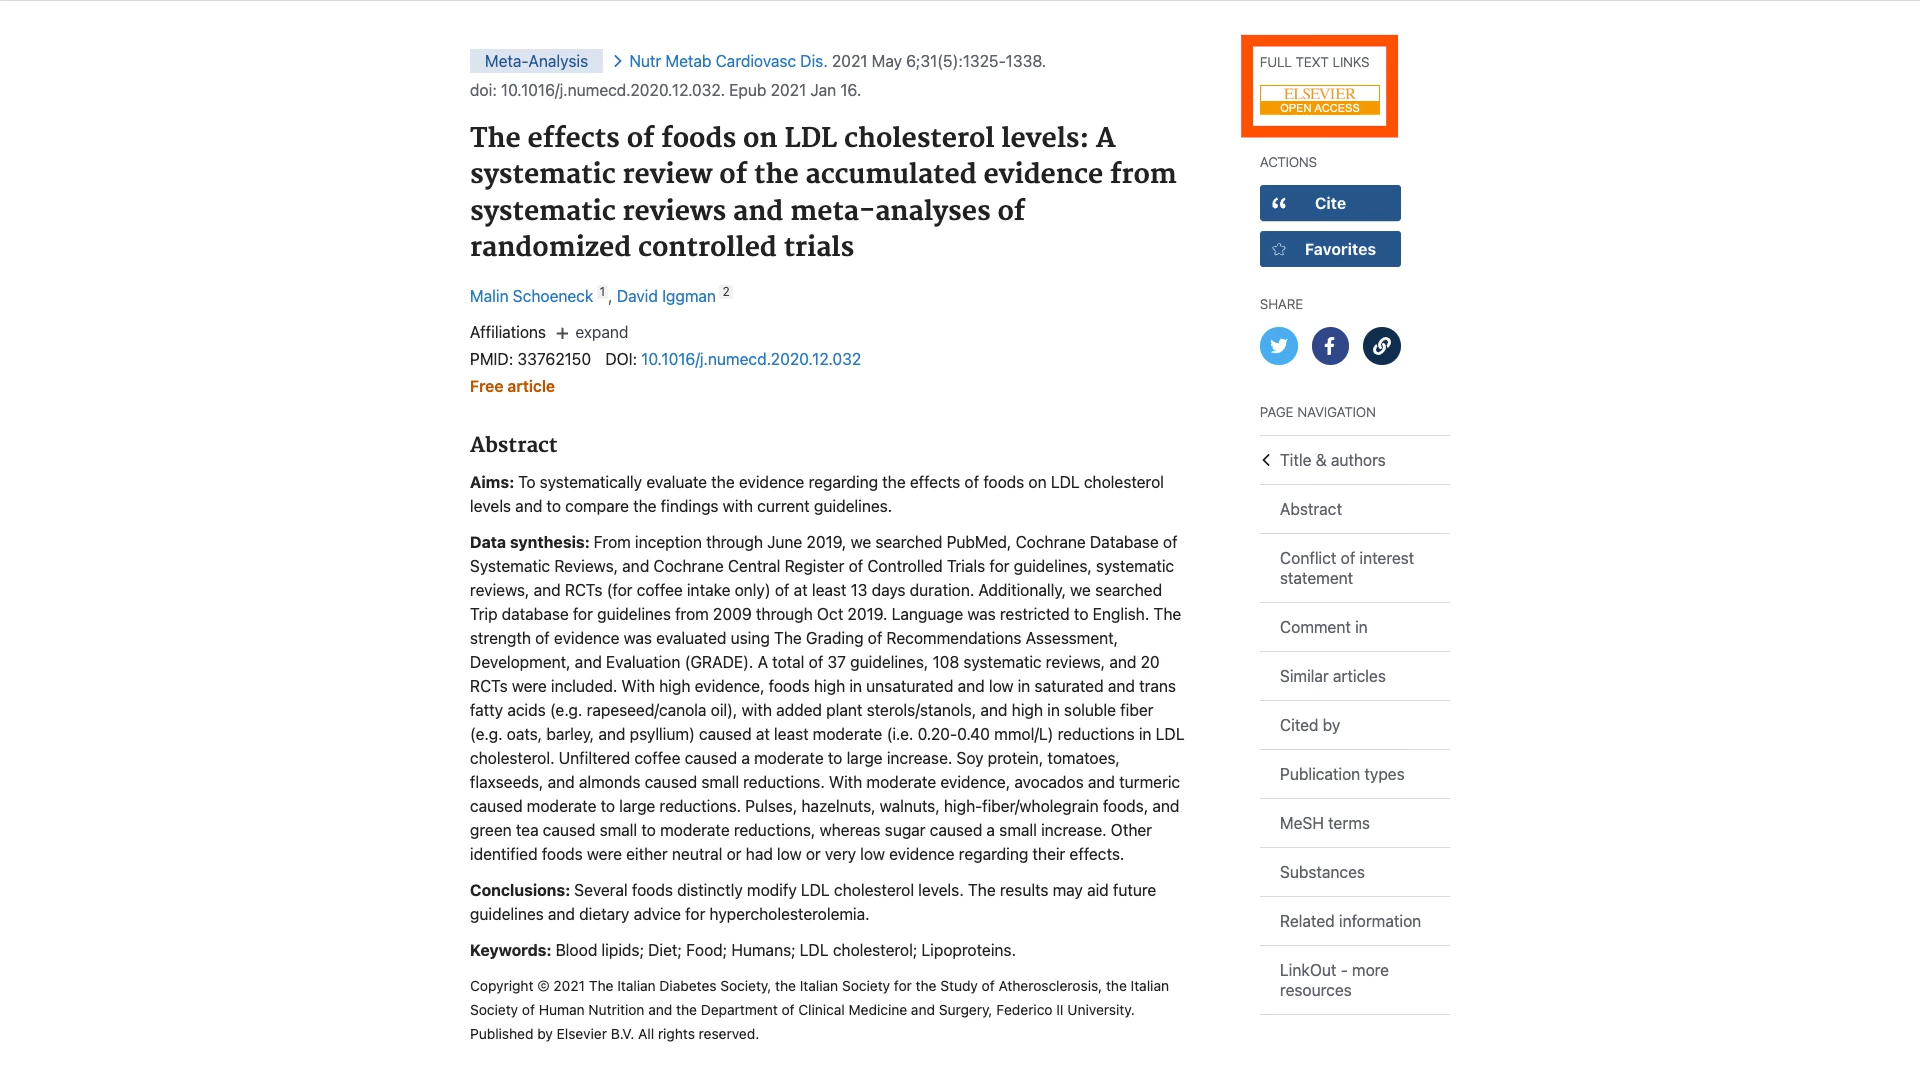 Meta-Analysis > Nutr Metab Cardiovasc Dis. 2021 May 6;31(5):1325-1338.
doi: 10.1016/j.numecd.2020.12.032. Epub 2021 Jan 16.
The effects of foods on LDL cholesterol levels: A
systematic review of the accumulated evidence from
systematic reviews and meta-analyses of
randomized controlled trials
Malin Schoeneck 1, David Iggman 2
Affiliations + expand
PMID: 33762150 DOI: 10.1016/j.numecd.2020.12.032
Free article
Abstract
Aims: To systematically evaluate the evidence regarding the effects of foods on LDL cholesterol
levels and to compare the findings with current guidelines.
Data synthesis: From inception through June 2019, we searched PubMed, Cochrane Database of
Systematic Reviews, and Cochrane Central Register of Controlled Trials for guidelines, systematic
reviews, and RCTs (for coffee intake only) of at least 13 days duration. Additionally, we searched
Trip database for guidelines from 2009 through Oct 2019. Language was restricted to English. The
strength of evidence was evaluated using The Grading of Recommendations Assessment,
Development, and Evaluation (GRADE). A total of 37 guidelines, 108 systematic reviews, and 20
RCTs were included. With high evidence, foods high in unsaturated and low in saturated and trans
fatty acids (e.g. rapeseed/canola oil), with added plant sterols/stanols, and high in soluble fiber
(e.g. oats, barley, and psyllium) caused at least moderate (i.e. 0.20-0.40 mmol/L) reductions in LDL
cholesterol. Unfiltered coffee caused a moderate to large increase. Soy protein, tomatoes,
flaxseeds, and almonds caused small reductions. With moderate evidence, avocados and turmeric
caused moderate to large reductions. Pulses, hazelnuts, walnuts, high-fiber/wholegrain foods, and
green tea caused small to moderate reductions, whereas sugar caused a small increase. Other
identified foods were either neutral or had low or very low evidence regarding their effects.
Conclusions: Several foods distinctly modify LDL cholesterol levels. The results may aid future
guidelines and dietary advice for hypercholesterolemia.
Keywords: Blood lipids; Diet; Food; Humans; LDL cholesterol; Lipoproteins.
Copyright © 2021 The Italian Diabetes Society, the Italian Society for the Study of Atherosclerosis, the Italian
Society of Human Nutrition and the Department of Clinical Medicine and Surgery, Federico II University.
Published by Elsevier B.V. All rights reserved.
FULL TEXT LINKS
ELSEVIER
OPEN ACCESS
ACTIONS
Cite
Favorites
SHARE
PAGE NAVIGATION
Title & authors
Abstract
Conflict of interest
statement
Comment in
Similar articles
Cited by
Publication types
MeSH terms
Substances
Related information
LinkOut - more
resources